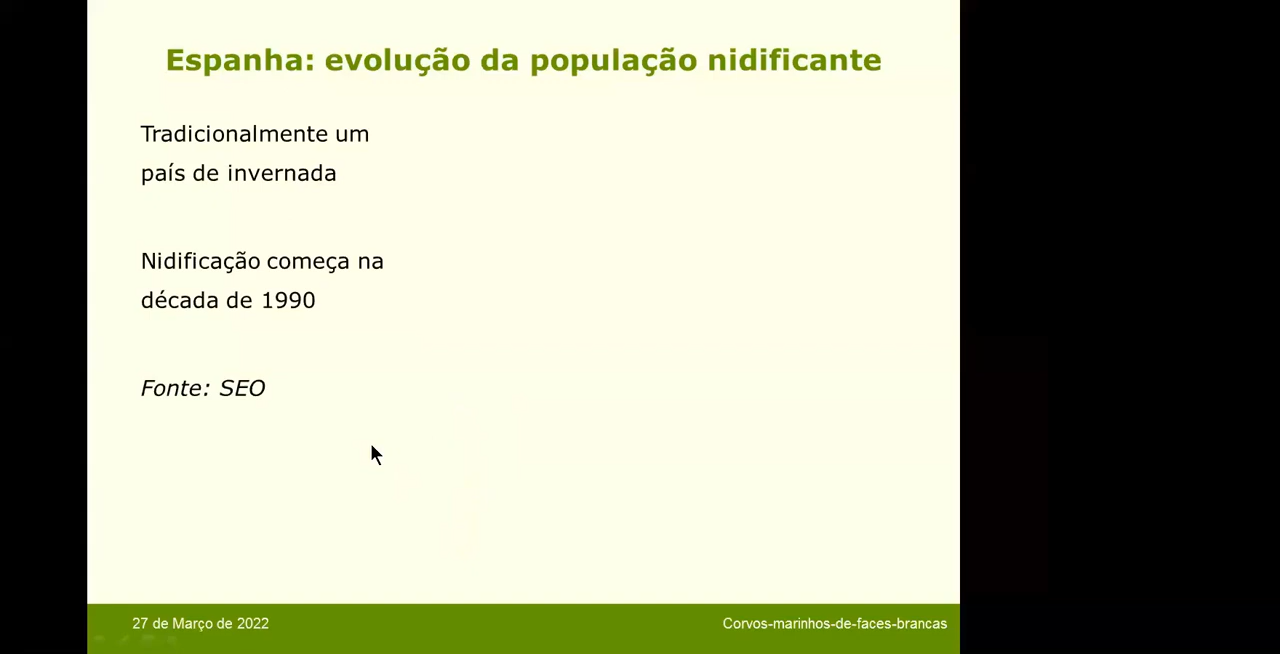 Espanha: evolução da população nidificante
Tradicionalmente um
país de invernada
Nidificação começa na
década de 1990
Fonte: SEO
27 de Março de 2022
Corvos-marinhos-de-faces-brancas